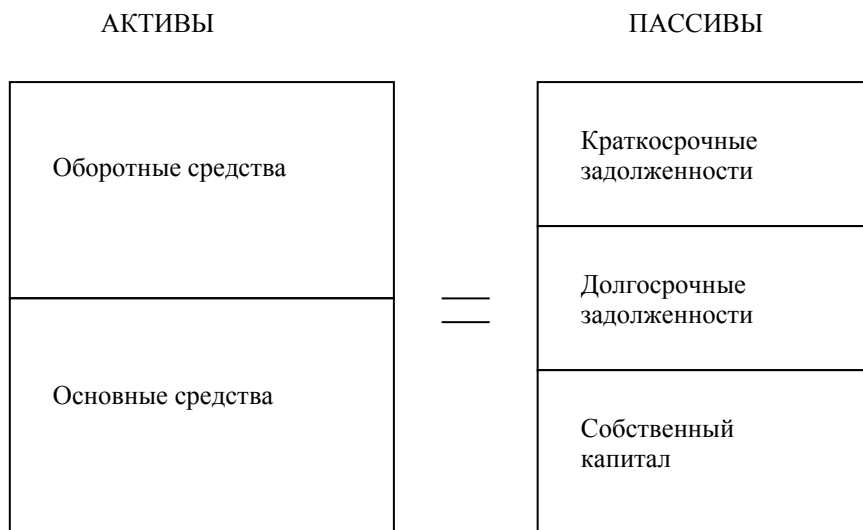 АКТИВЫ
Оборотные средства
Основные средства
=
ПАССИВЫ
Краткосрочные
задолженности
Долгосрочные
задолженности
Собственный
капитал